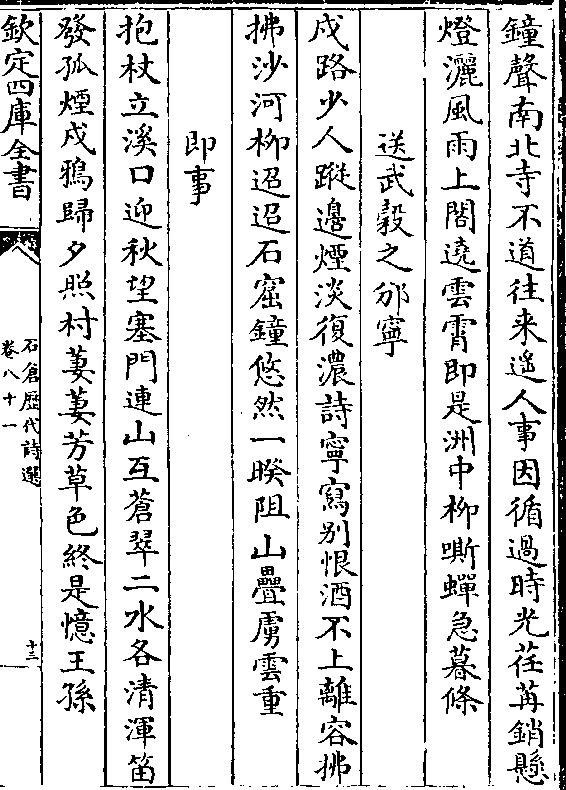 鐘聲南北寺不道往來遥人事因循過時光荏苒銷懸
燈灑風雨上閣遶雲霄即是洲中柳嘶蟬急暮條
送武瑴之邠寧
戍路少人蹤邊煙淡復濃詩寧寫别恨酒不上離容拂
拂沙河柳迢迢石窟鐘悠然一暌阻山疊虜雲重
即事
抱杖立溪口迎秋望塞門連山互蒼翠二水各清渾笛
發孤煙戍鴉歸夕照村萋萋芳草色終是憶王孫
欽定四庫全書
石倉歷代詩選
卷八十一
十三